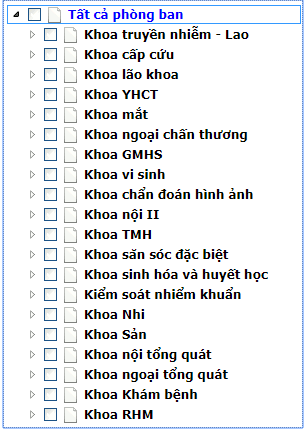 Tất cả phòng ban
Khoa truyền nhiễm - Lao
Khoa cấp cứu
Khoa lão khoa
Khoa YHCT
Khoa mắt
Khoa ngoại chấn thương
Khoa GMHS
Khoa vi sinh
Khoa chẩn đoán hình ảnh
Khoa nội II
Khoa TMH
Khoa săn sóc đặc biệt
Khoa sinh hóa và huyết học
Kiểm soát nhiểm khuẩn
Khoa Nhi
Khoa Sản
Khoa nội tổng quát
Khoa ngoại tổng quát
Khoa Khám bệnh
Khoa RHM